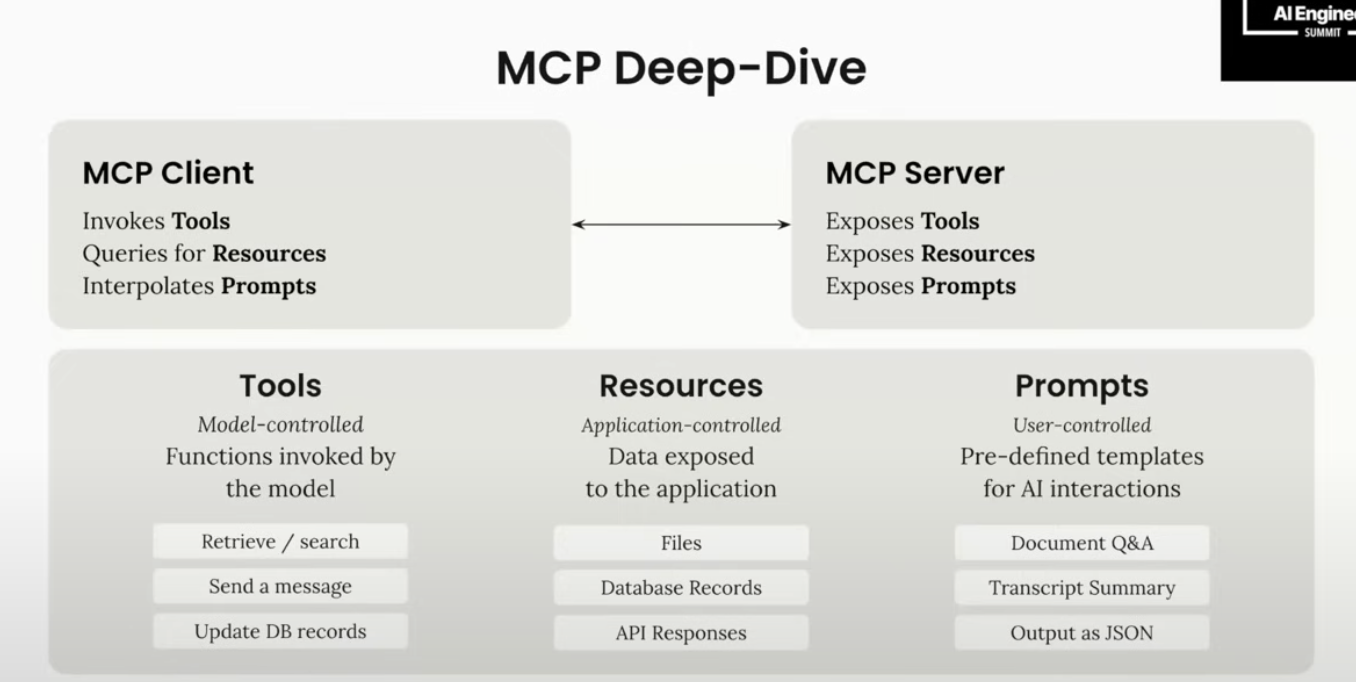 AI Enginee
SUMMIT
MCP Deep-Dive
MCP Client
Invokes Tools
Queries for Resources
Interpolates Prompts
MCP Server
Exposes Tools
Exposes Resources
Exposes Prompts
Tools
Model-controlled
Functions invoked by
the model
Retrieve / search
Send a message
Update DB records
Resources
Application-controlled
Data exposed
to the application
Files
Database Records
API Responses
Prompts
User-controlled
Pre-defined templates
for AI interactions
Document Q&A
Transcript Summary
Output as JSON